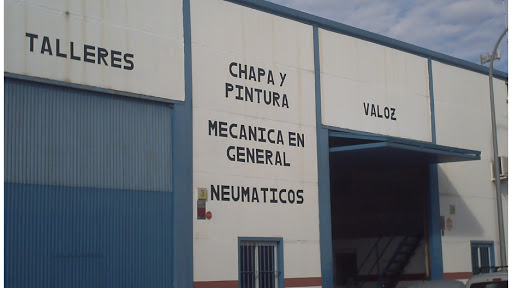 TALLERES
CHAPA Y
PINTURA
MECANICA EN
GENERAL
NEUMATICOS
VALOZ